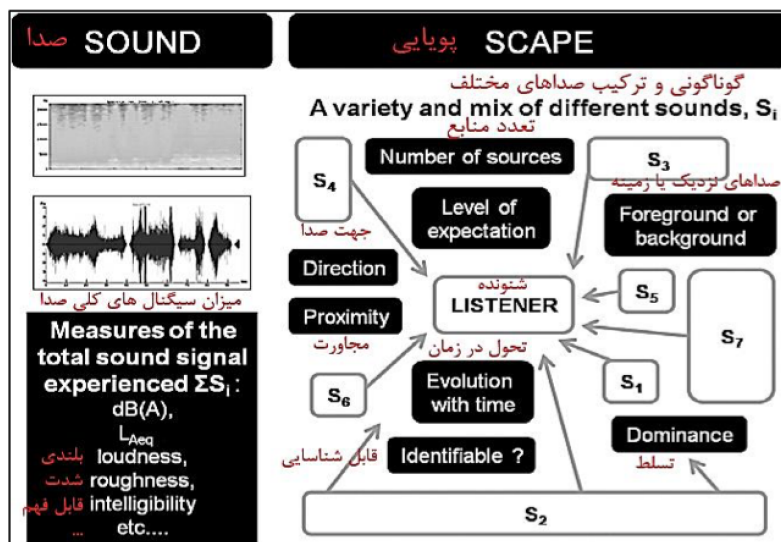 صدا SOUND
میزان سیگنال های کلی صدا
Measures of the
total sound signal
experienced ΣSᵢ :
dB(A),
L_Aeq
بلندی loudness,
شدت roughness,
قابل فهم intelligibility
... etc....
پویایی SCAPE
گوناگونی و ترکیب صداهای مختلف
A variety and mix of different sounds, Sᵢ
تعدد منابع
Number of sources
S₄
S₃
صداهای نزدیک یا زمینه
Level of
expectation
Foreground or
background
جهت صدا
Direction
شنونده
LISTENER
S₅
S₇
Proximity
مجاورت
تحول در زمان
Evolution
with time
S₁
S₆
قابل شناسایی
Identifiable ?
Dominance
تسلط
S₂